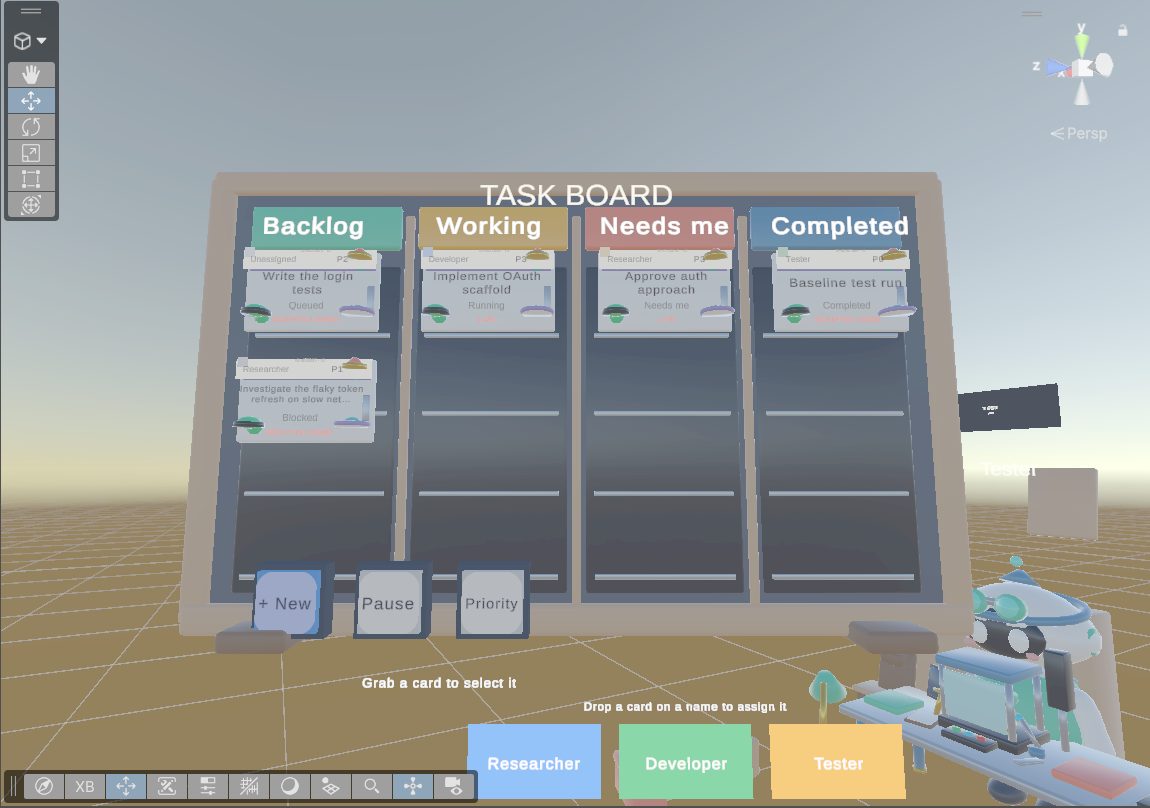 y
z
x
Persp
TASK BOARD
Backlog
Working
Needs me
Completed
Unassigned P2
Write the login
tests
Queued
Developer P3
Implement OAuth
scaffold
Running
Researcher P3
Approve auth
approach
Needs me
Tester P0
Baseline test run
Completed
Researcher P1
Investigate the flaky token
refresh on slow net...
Blocked
Tester
+ New
Pause
Priority
Grab a card to select it
Drop a card on a name to assign it
Researcher
Developer
Tester
XB